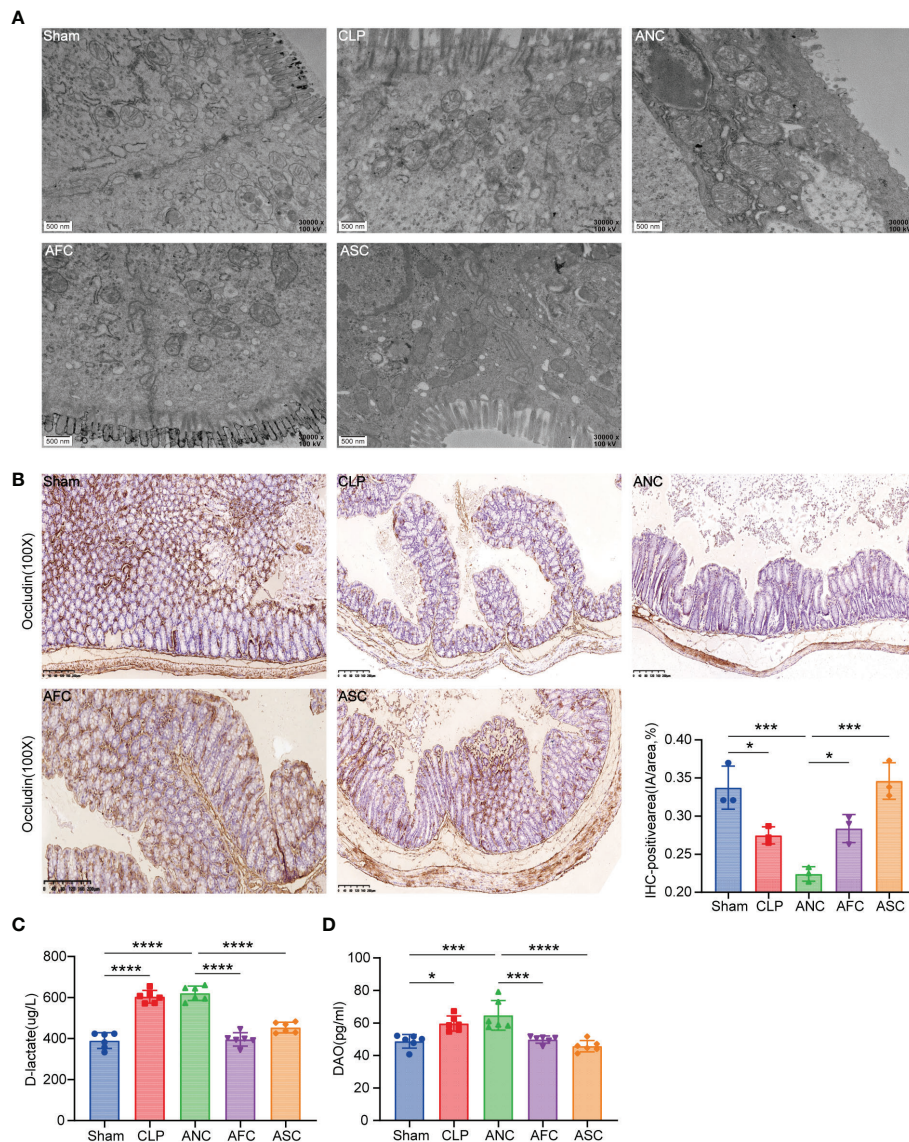 A
Sham
CLP
ANC
500 nm
30000 x
100 kV
500 nm
30000 x
100 kV
500 nm
30000 x
100 kV
AFC
ASC
500 nm
30000 x
100 kV
500 nm
30000 x
100 kV
B
Sham
CLP
ANC
Occludin(100X)
AFC
ASC
Occludin(100X)
IHC-positivearea(IA/area,%)
0.40
0.35
0.30
0.25
0.20
*** ***
* *
Sham CLP ANC AFC ASC
C
D-lactate(ug/L)
800
600
400
200
0
**** ****
**** ****
Sham CLP ANC AFC ASC
D
DAO(pg/ml)
100
80
60
40
20
0
*** ****
* ***
Sham CLP ANC AFC ASC